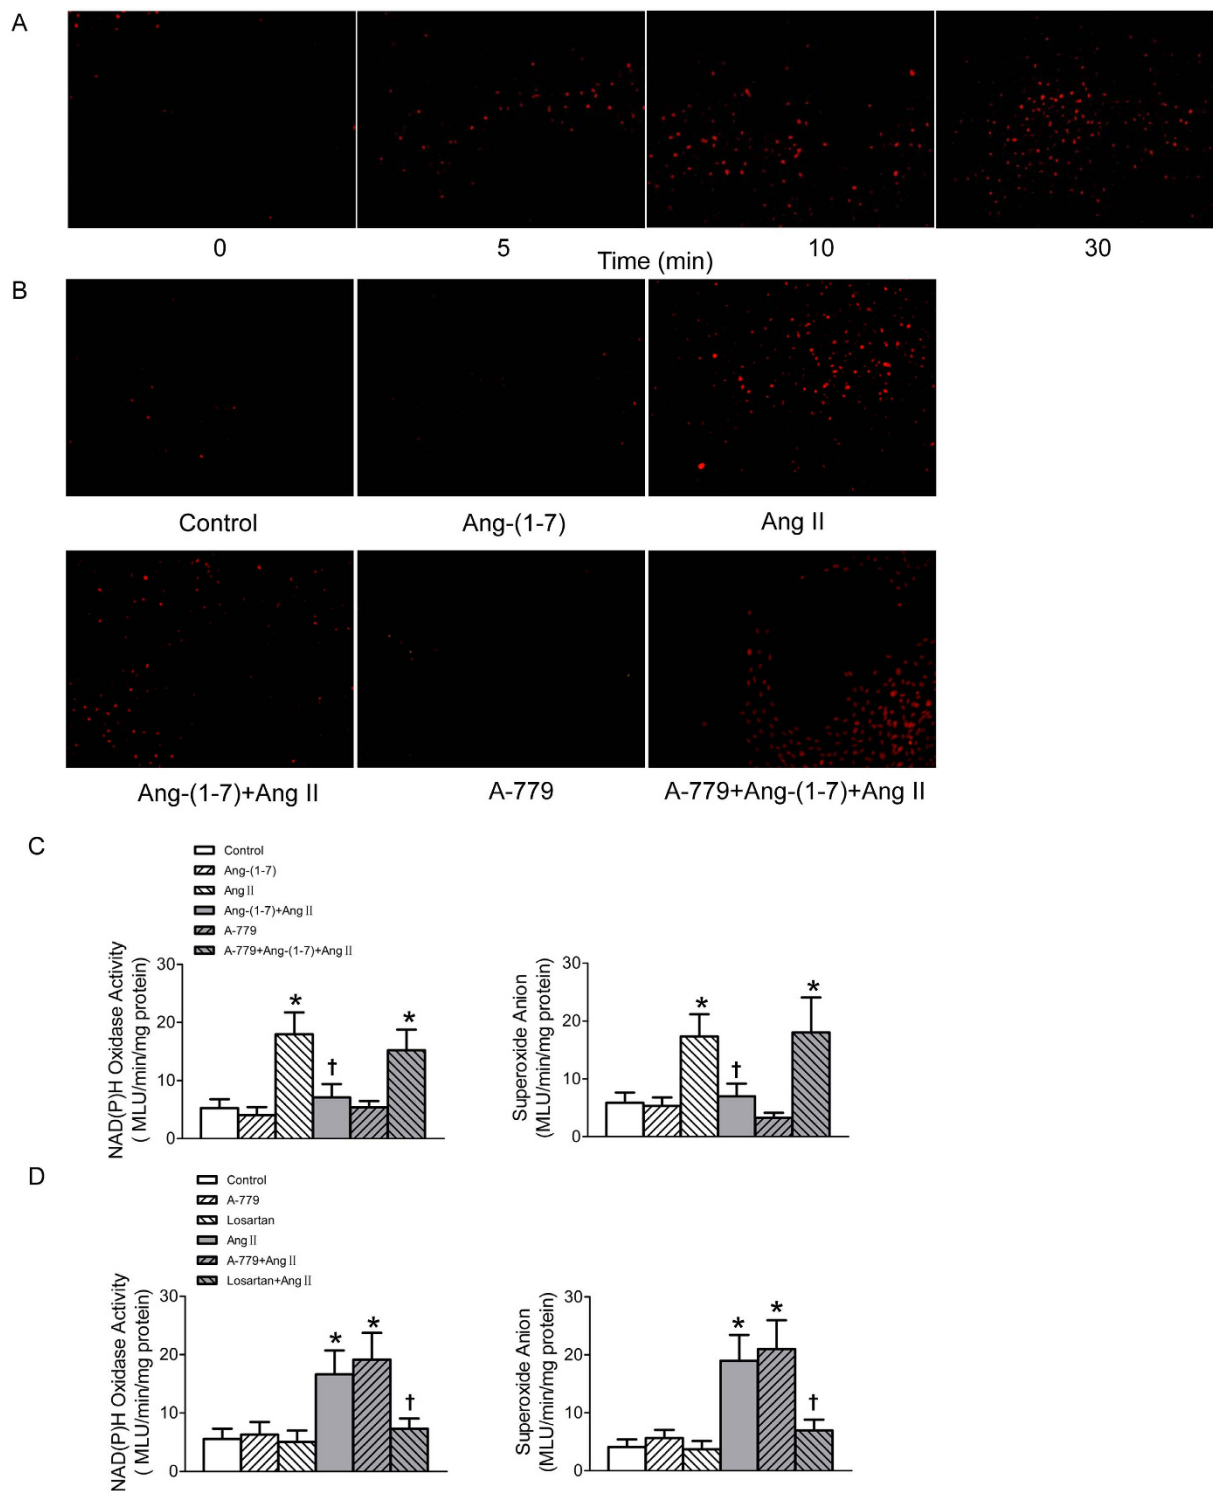 A
0 5 10 30
Time (min)
B
Control Ang-(1-7) Ang II
Ang-(1-7)+Ang II A-779 A-779+Ang-(1-7)+Ang II
C
Control
Ang-(1-7)
Ang II
Ang-(1-7)+Ang II
A-779
A-779+Ang-(1-7)+Ang II
NAD(P)H Oxidase Activity
( MLU/min/mg protein)
30
20
10
0
*
†
*
Superoxide Anion
(MLU/min/mg protein)
30
20
10
0
*
†
*
D
Control
A-779
Losartan
Ang II
A-779+Ang II
Losartan+Ang II
NAD(P)H Oxidase Activity
( MLU/min/mg protein)
30
20
10
0
*
*
†
Superoxide Anion
(MLU/min/mg protein)
30
20
10
0
*
*
†